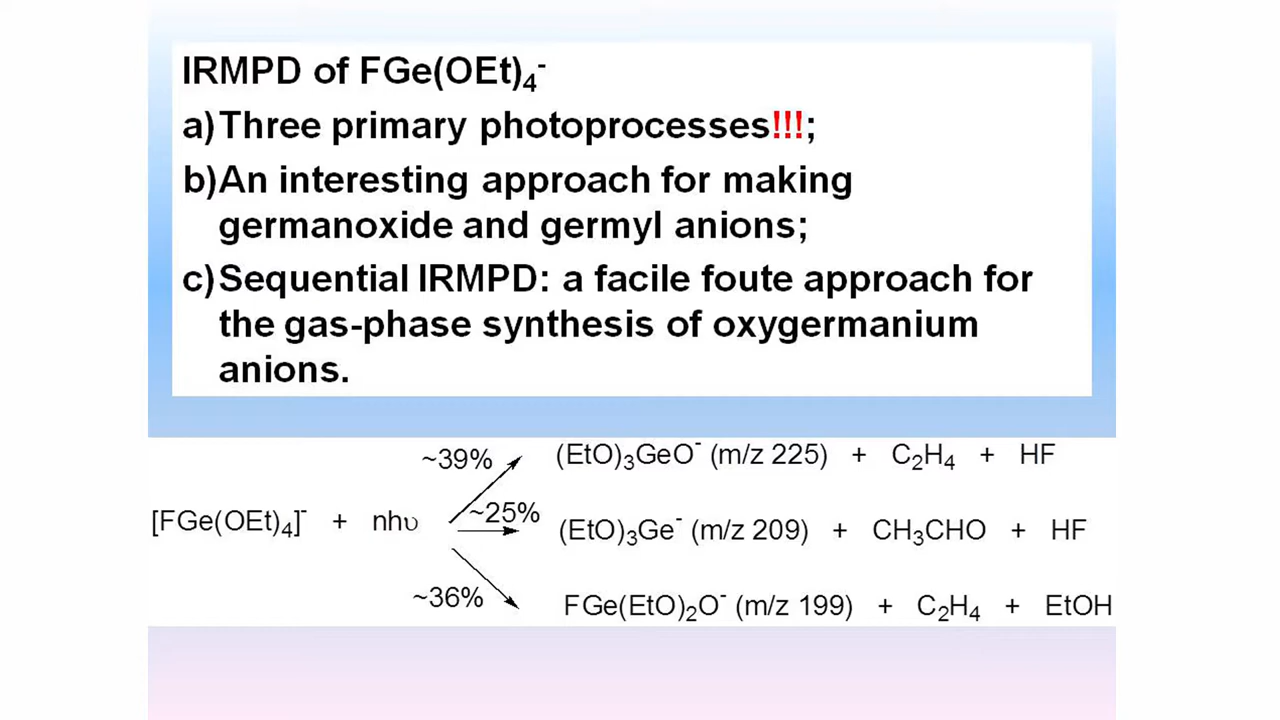 IRMPD of FGe(OEt)₄⁻
a) Three primary photoprocesses!!!;
b) An interesting approach for making
germanoxide and germyl anions;
c) Sequential IRMPD: a facile foute approach for
the gas-phase synthesis of oxygermanium
anions.
~39% (EtO)₃GeO⁻ (m/z 225) + C₂H₄ + HF
[FGe(OEt)₄]⁻ + nhυ ~25% (EtO)₃Ge⁻ (m/z 209) + CH₃CHO + HF
~36% FGe(EtO)₂O⁻ (m/z 199) + C₂H₄ + EtOH